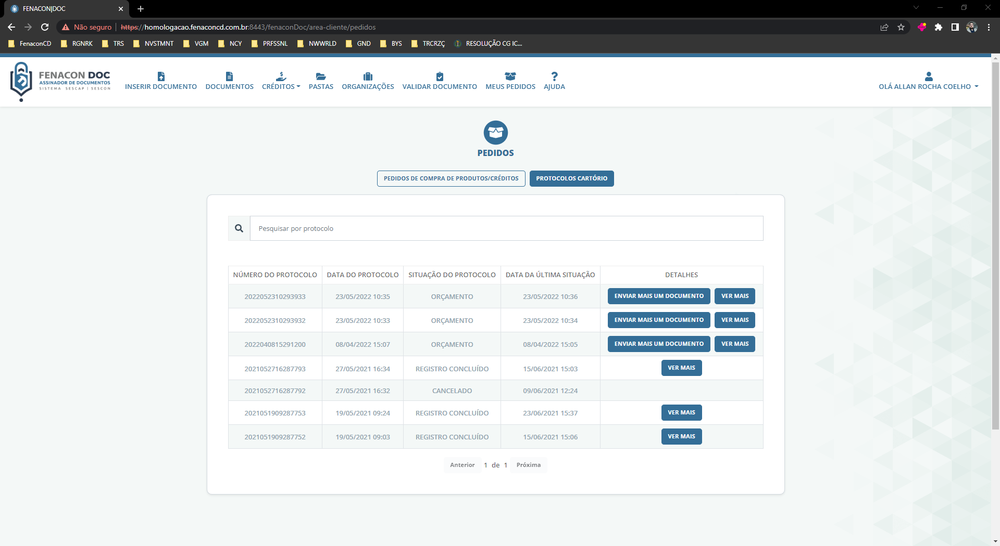 FENACON|DOC
Não seguro
https://homologacao.fenaconcd.com.br:8443/fenaconDoc/area-cliente/pedidos
FenaconCD RGNRK TRS NVSTMNT VGM NCY PRFSSNL NWWRLD GND BYS TRCRZÇ RESOLUÇÃO CG IC...
FENACON DOC
ASSINADOR DE DOCUMENTOS
SISTEMA SESCAP | SESCON
INSERIR DOCUMENTO DOCUMENTOS CRÉDITOS PASTAS ORGANIZAÇÕES VALIDAR DOCUMENTO MEUS PEDIDOS AJUDA
OLÁ ALLAN ROCHA COELHO
PEDIDOS
PEDIDOS DE COMPRA DE PRODUTOS/CRÉDITOS PROTOCOLOS CARTÓRIO
Pesquisar por protocolo
NÚMERO DO PROTOCOLO DATA DO PROTOCOLO SITUAÇÃO DO PROTOCOLO DATA DA ÚLTIMA SITUAÇÃO DETALHES
2022052310293933 23/05/2022 10:35 ORÇAMENTO 23/05/2022 10:36 ENVIAR MAIS UM DOCUMENTO VER MAIS
2022052310293932 23/05/2022 10:33 ORÇAMENTO 23/05/2022 10:34 ENVIAR MAIS UM DOCUMENTO VER MAIS
2022040815291200 08/04/2022 15:07 ORÇAMENTO 08/04/2022 15:05 ENVIAR MAIS UM DOCUMENTO VER MAIS
2021052716287793 27/05/2021 16:34 REGISTRO CONCLUÍDO 15/06/2021 15:03 VER MAIS
2021052716287792 27/05/2021 16:32 CANCELADO 09/06/2021 12:24
2021051909287753 19/05/2021 09:24 REGISTRO CONCLUÍDO 23/06/2021 15:37 VER MAIS
2021051909287752 19/05/2021 09:03 REGISTRO CONCLUÍDO 15/06/2021 15:06 VER MAIS
Anterior 1 de 1 Próxima